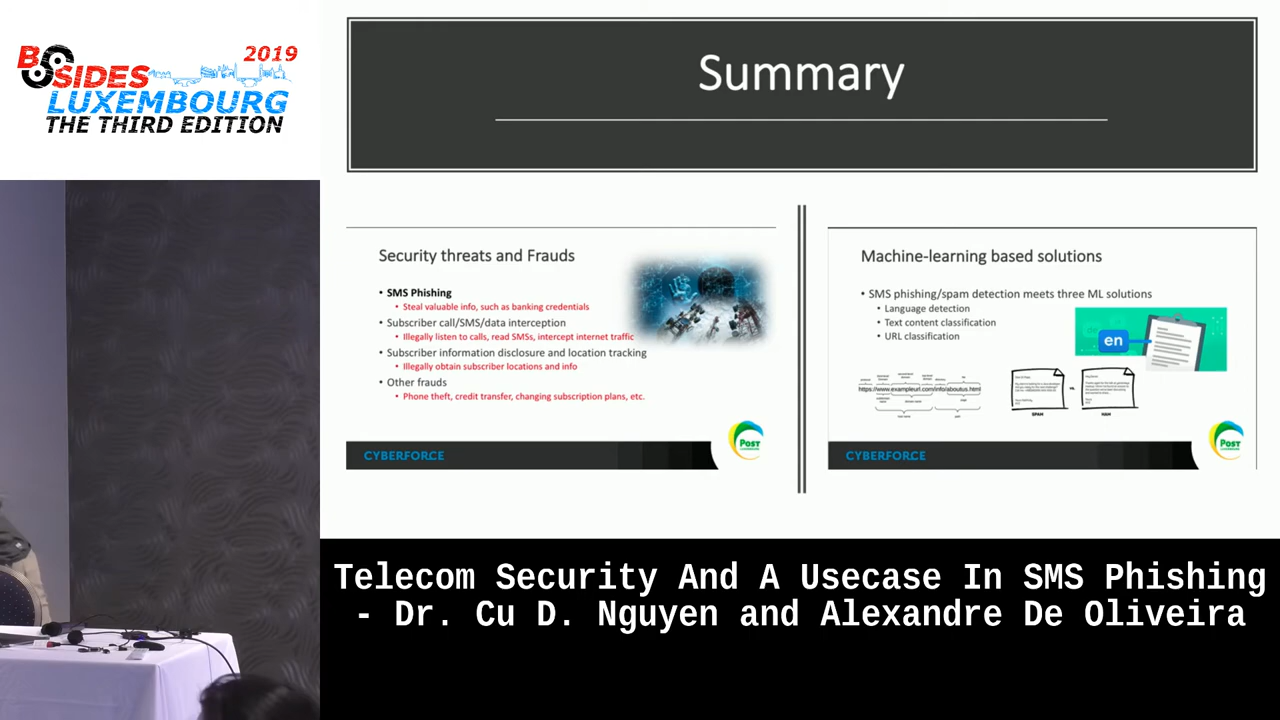 2019
BSIDES
LUXEMBOURG
THE THIRD EDITION
Summary
Security threats and Frauds
• SMS Phishing
• Steal valuable info, such as banking credentials
• Subscriber call/SMS/data interception
• Illegally listen to calls, read SMSs, intercept internet traffic
• Subscriber information disclosure and location tracking
• Illegally obtain subscriber locations and info
• Other frauds
• Phone theft, credit transfer, changing subscription plans, etc.
POST
LUXEMBOURG
CYBERFORCE
Machine-learning based solutions
• SMS phishing/spam detection meets three ML solutions
• Language detection
• Text content classification
• URL classification
de
en
https://www.exampleurl.com/info/aboutus.html
SPAM
HAM
POST
LUXEMBOURG
CYBERFORCE
Telecom Security And A Usecase In SMS Phishing
- Dr. Cu D. Nguyen and Alexandre De Oliveira